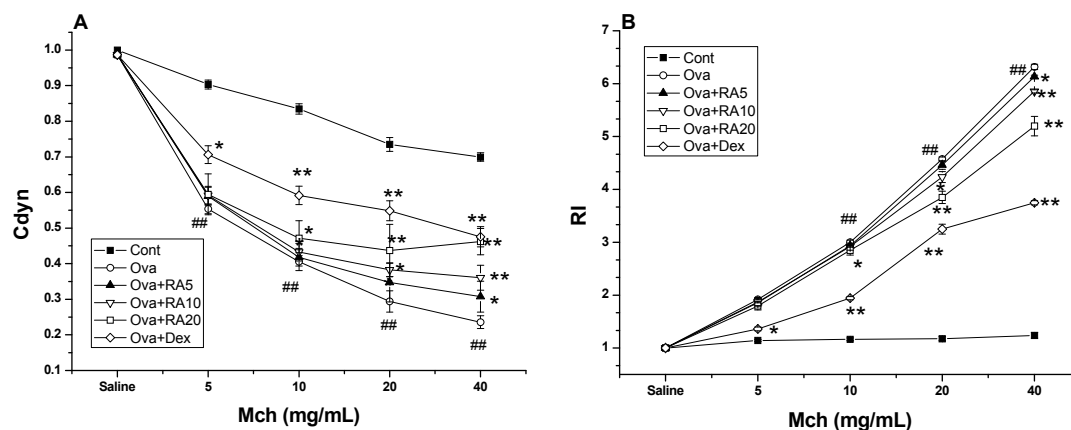 A
Cdyn
1.0
0.9
0.8
0.7
0.6
0.5
0.4
0.3
0.2
0.1
Cont
Ova
Ova+RA5
Ova+RA10
Ova+RA20
Ova+Dex
*
**
**
**
##
*
*
**
*
**
**
*
##
##
##
Saline 5 10 20 40
Mch (mg/mL)
B
RI
7
6
5
4
3
2
1
Cont
Ova
Ova+RA5
Ova+RA10
Ova+RA20
Ova+Dex
##
*
**
**
##
*
**
##
*
**
**
**
*
Saline 5 10 20 40
Mch (mg/mL)